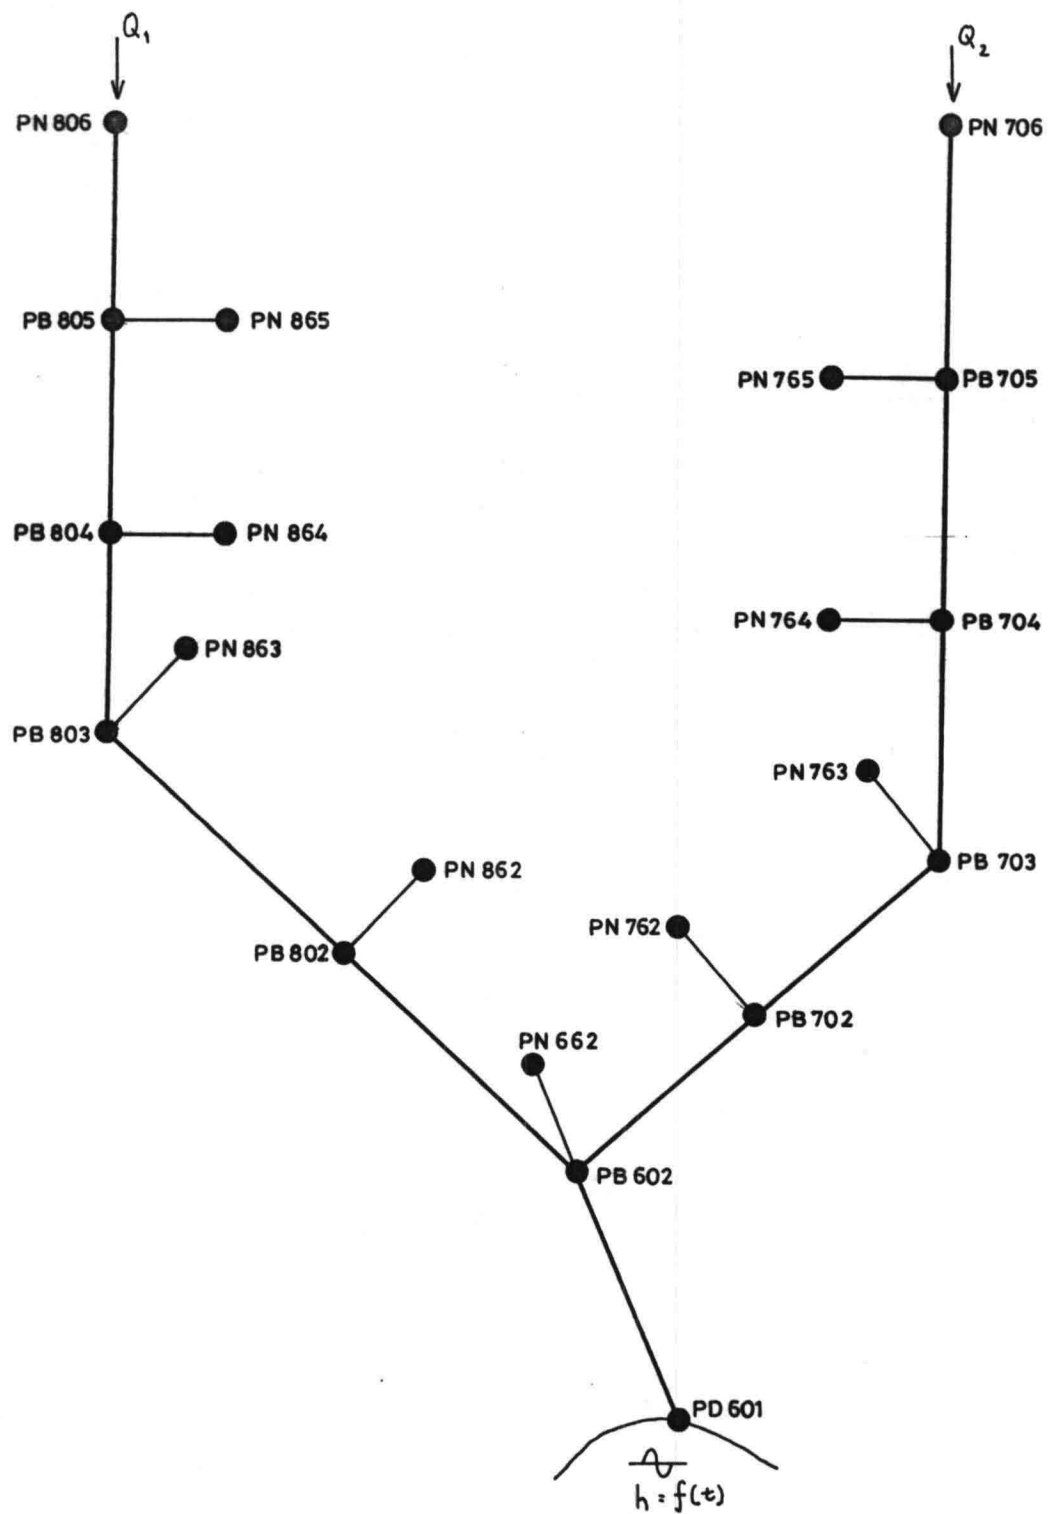 Q₁
Q₂
PN 806
PN 706
PB 805
PN 865
PN 765
PB 705
PB 804
PN 864
PN 764
PB 704
PN 863
PB 803
PN 763
PB 703
PN 862
PN 762
PB 802
PB 702
PN 662
PB 602
PD 601
h = f(t)